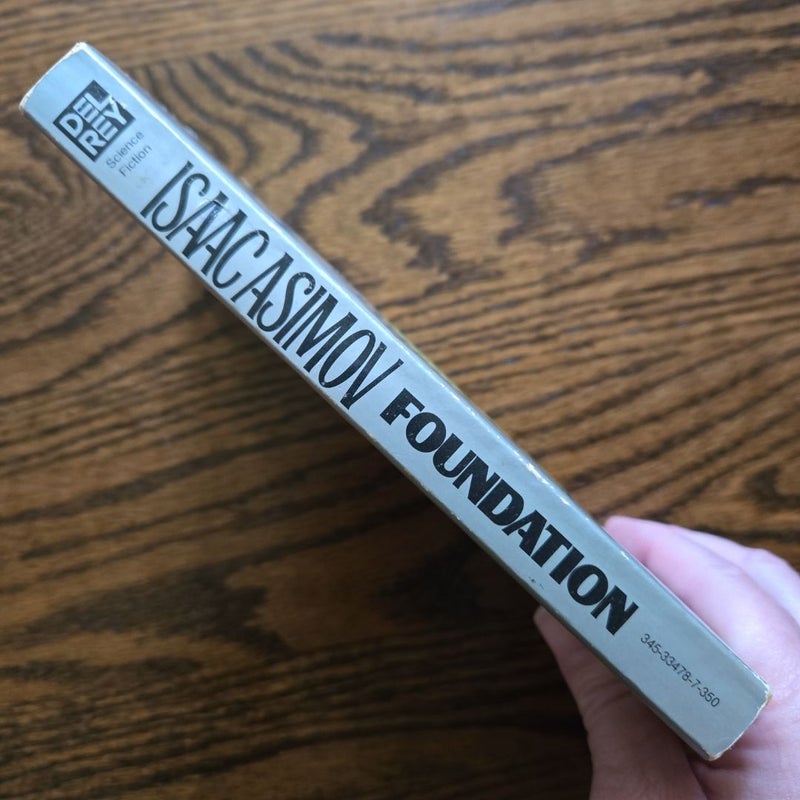 DEL
REY
Science
Fiction
ISAAC ASIMOV
FOUNDATION
345-33478-7-350